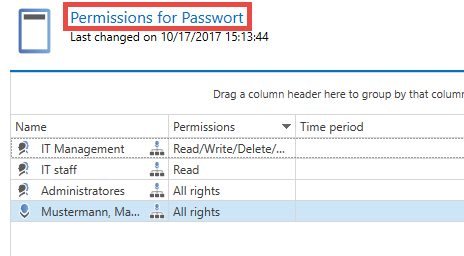 Permissions for Passwort
Last changed on 10/17/2017 15:13:44
Drag a column header here to group by that colum
Name Permissions Time period
IT Management Read/Write/Delete/...
IT staff Read
Administratores All rights
Mustermann, Ma... All rights